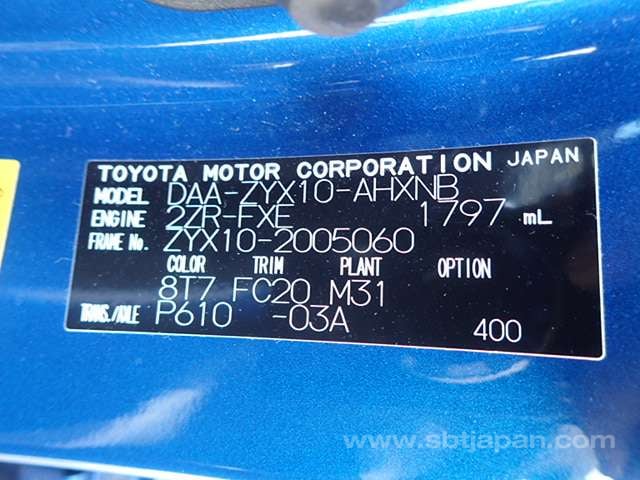 TOYOTA MOTOR CORPORATION JAPAN
MODEL DAA-ZYX10-AHXNB
ENGINE 2ZR-FXE 1797 mL
FRAME No. ZYX10-2005060
COLOR TRIM PLANT OPTION
8T7 FC20 M31
TRANS./AXLE P610 -03A 400
www.sbtjapan.com